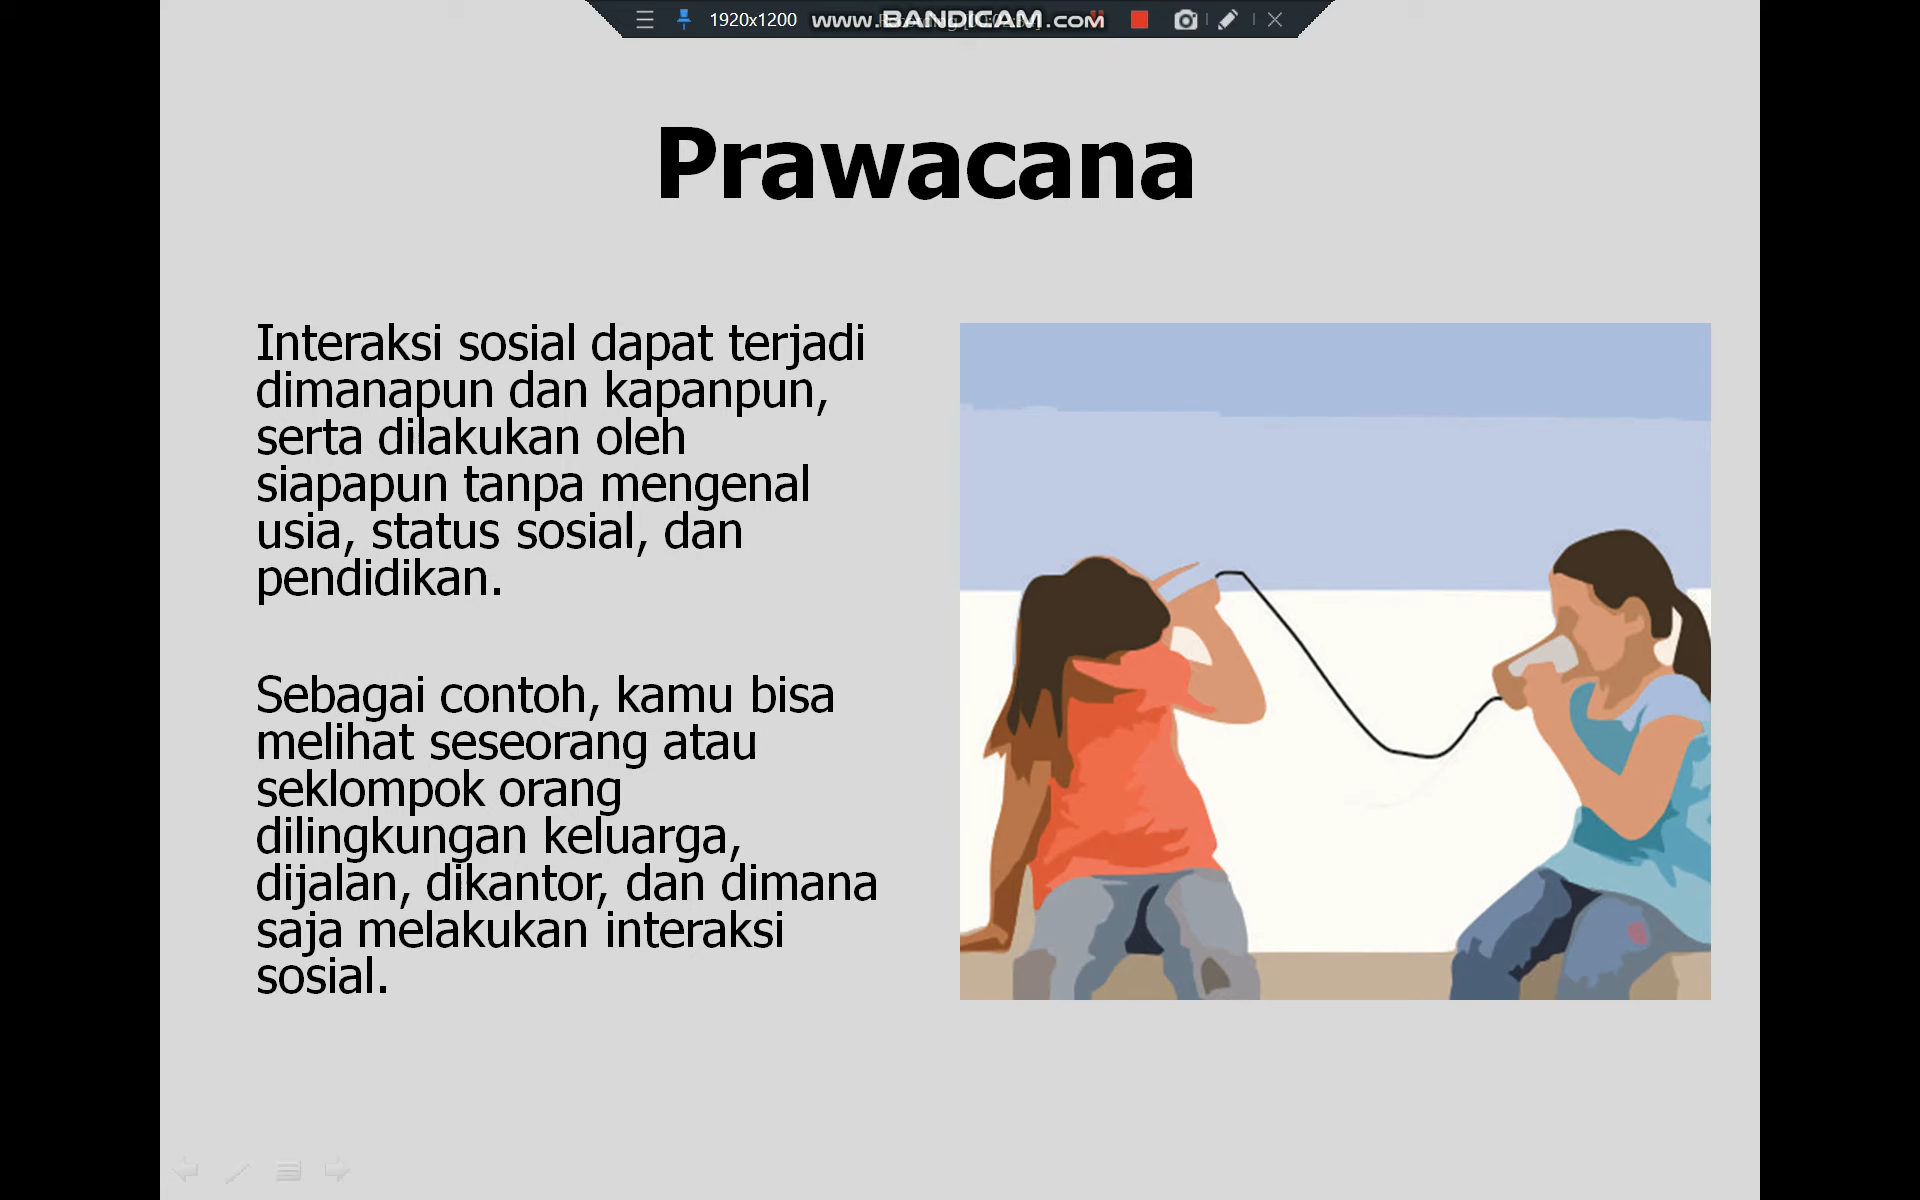 1920x1200
www.BANDICAM.com
Prawacana
Interaksi sosial dapat terjadi
dimanapun dan kapanpun,
serta dilakukan oleh
siapapun tanpa mengenal
usia, status sosial, dan
pendidikan.
Sebagai contoh, kamu bisa
melihat seseorang atau
seklompok orang
dilingkungan keluarga,
dijalan, dikantor, dan dimana
saja melakukan interaksi
sosial.